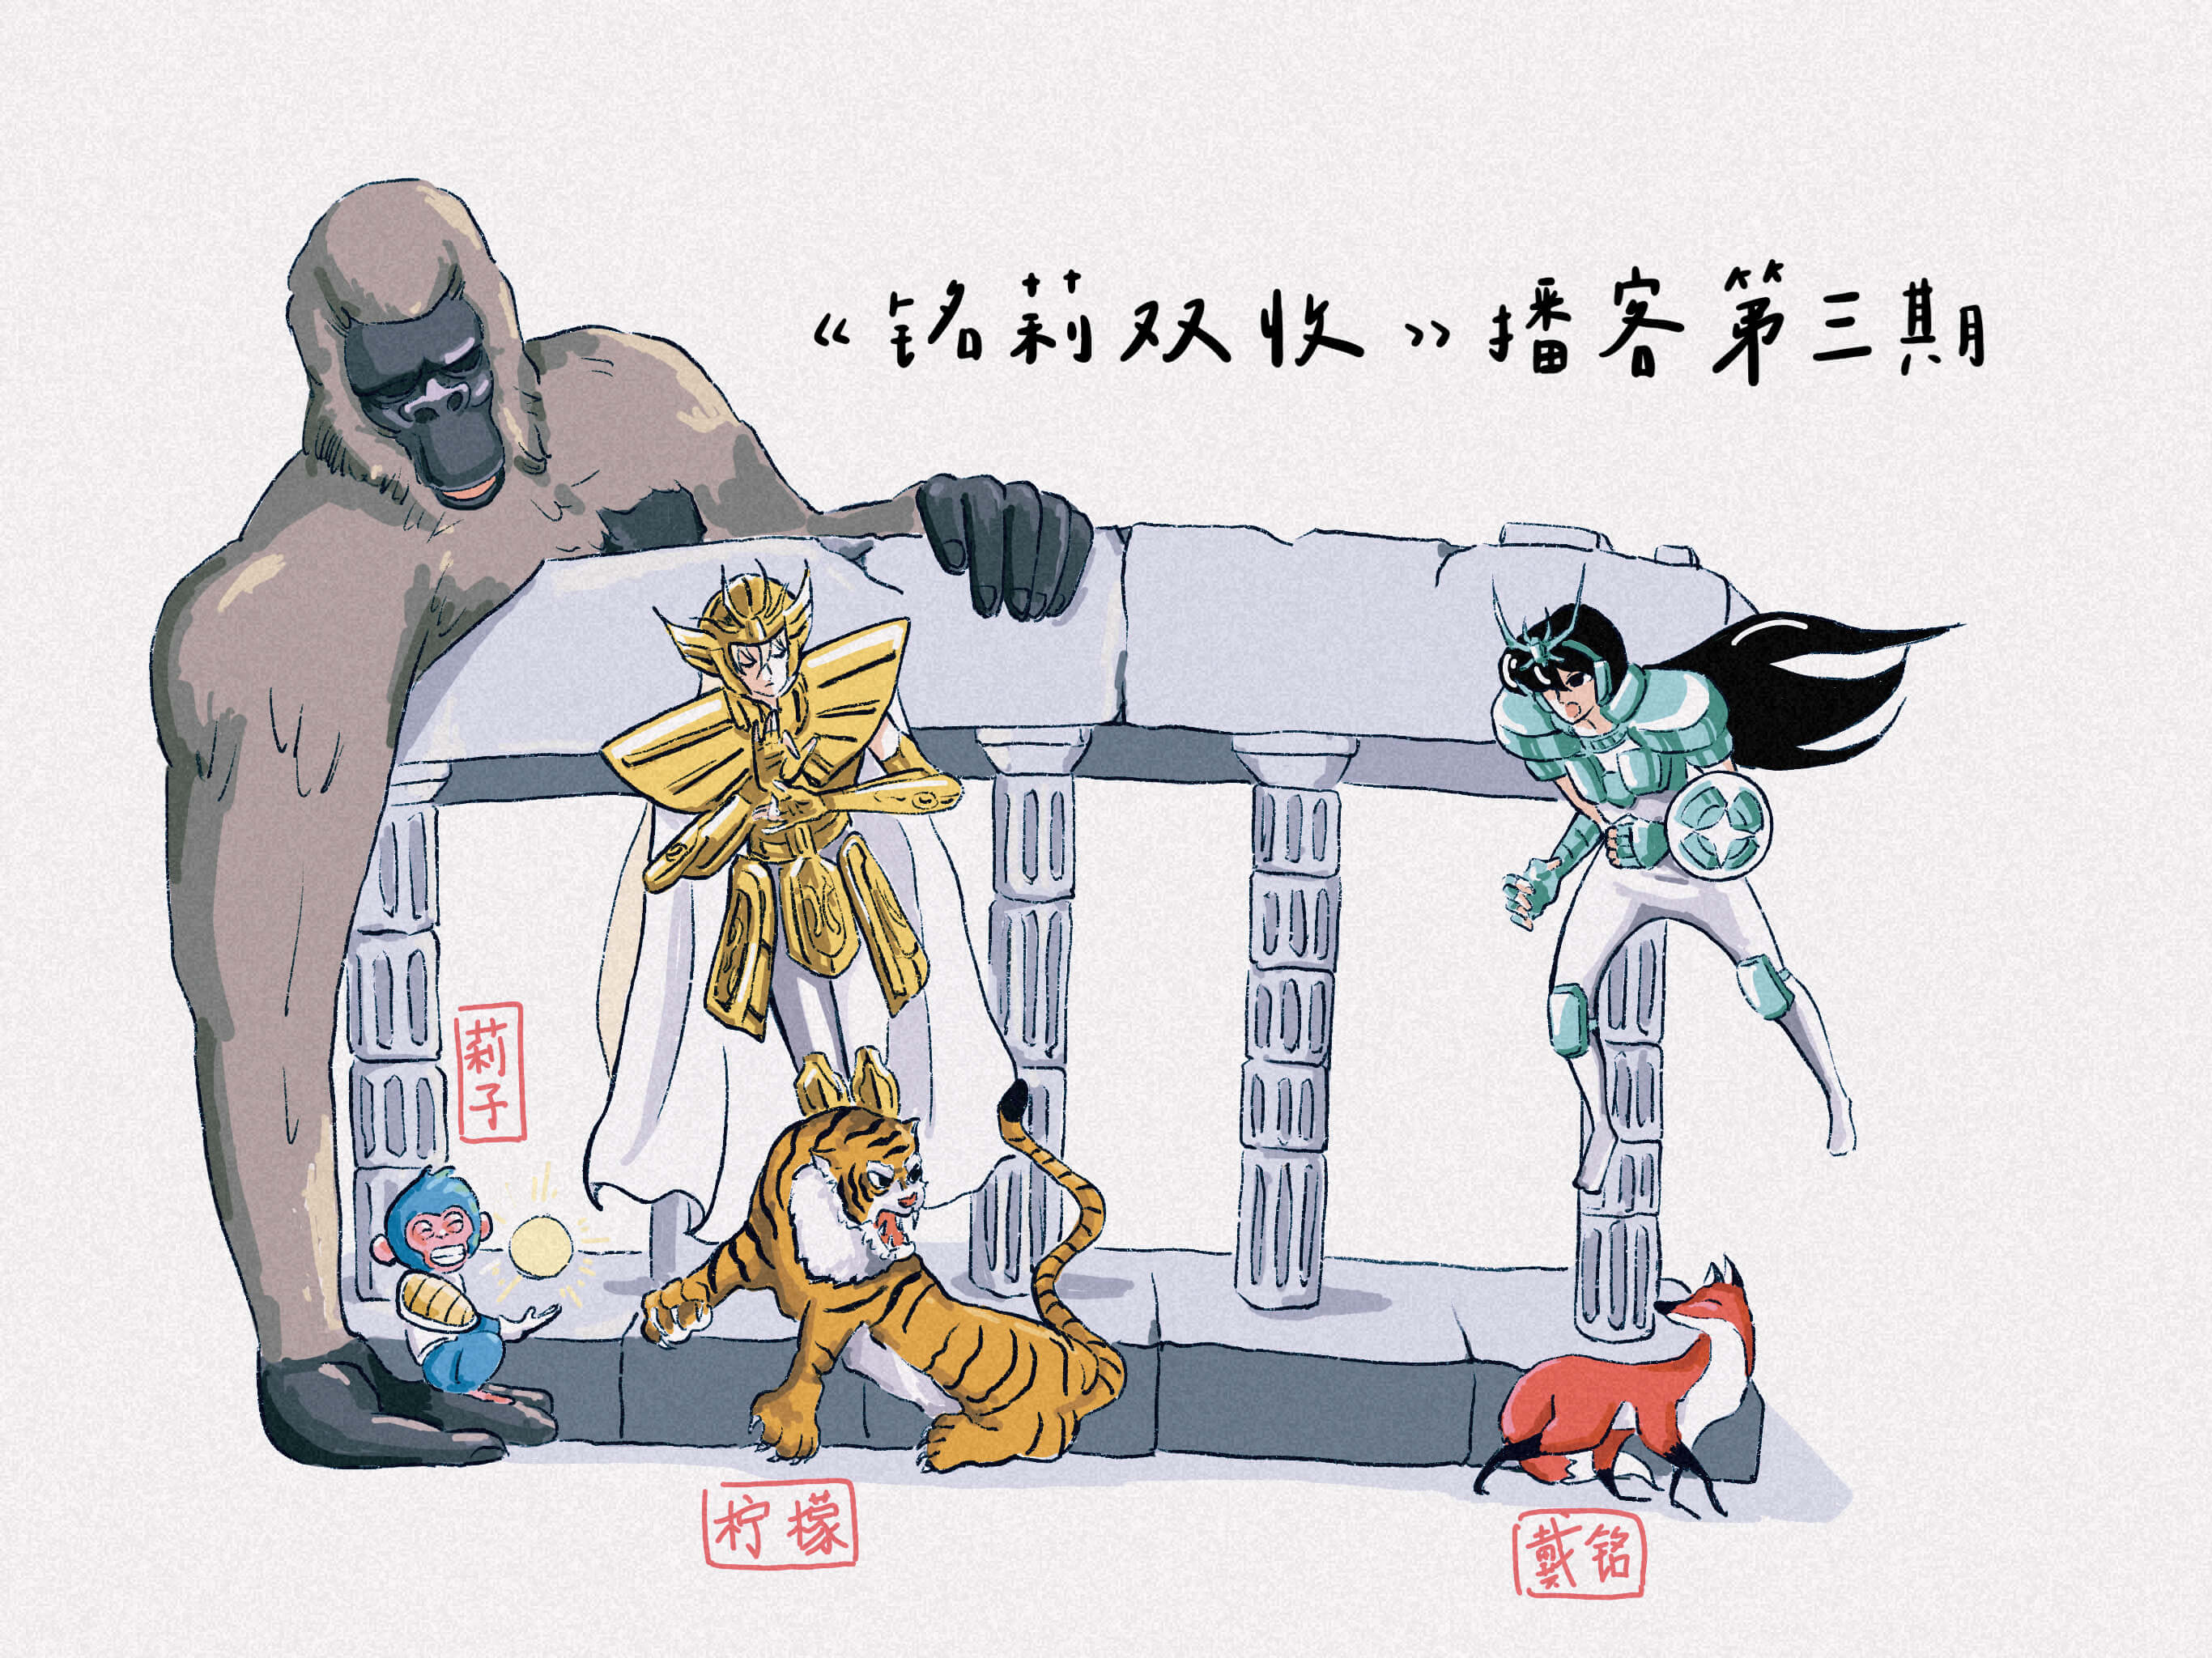 《铭莉双收》播客第三期
莉子
柠檬
戴铭